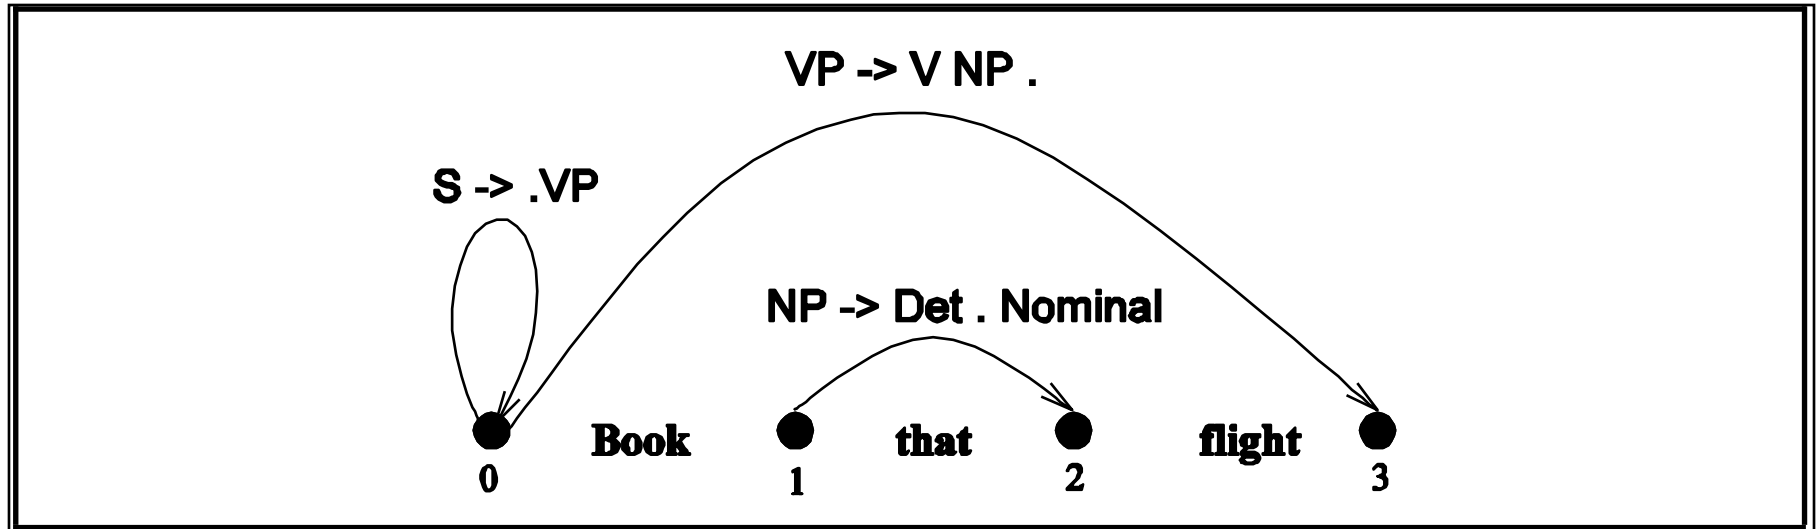 VP -> V NP .
S -> .VP
NP -> Det . Nominal
Book that flight
0 1 2 3